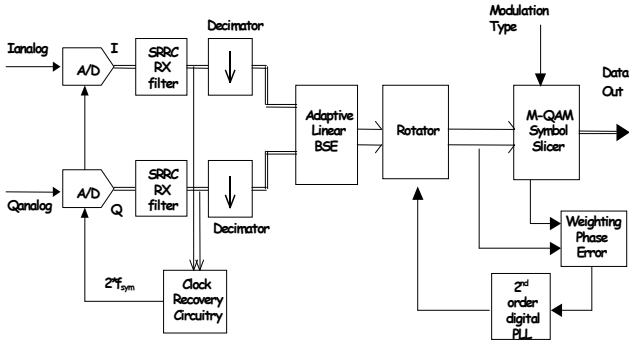 Modulation
Type
Decimator
Ianalog
I
A/D
SRRC
RX
filter
Data
Out
Adaptive
Linear
BSE
Rotator
M-QAM
Symbol
Slicer
Qanalog
Q
A/D
SRRC
RX
filter
Decimator
Weighting
Phase
Error
2*fsym
Clock
Recovery
Circuitry
2nd
order
digital
PLL